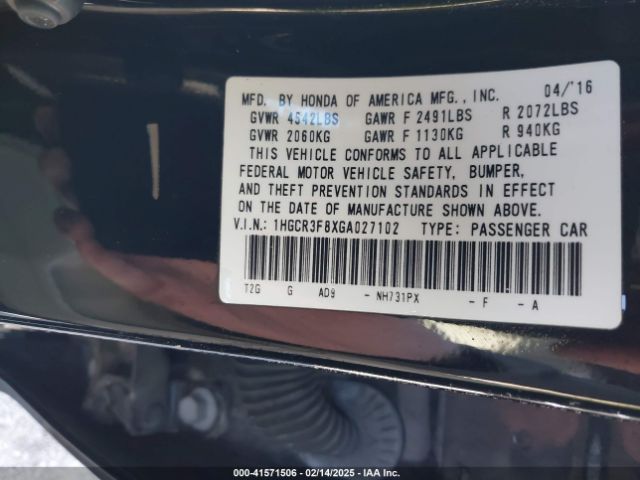 MFD. BY HONDA OF AMERICA MFG., INC. 04/'16
GVWR 4542LBS GAWR F 2491LBS R 2072LBS
GVWR 2060KG GAWR F 1130KG R 940KG
THIS VEHICLE CONFORMS TO ALL APPLICABLE
FEDERAL MOTOR VEHICLE SAFETY, BUMPER,
AND THEFT PREVENTION STANDARDS IN EFFECT
ON THE DATE OF MANUFACTURE SHOWN ABOVE.
V.I.N.: 1HGCR3F8XGA027102 TYPE: PASSENGER CAR
T2G G AD9 - NH731PX - F - A
000-41571506 - 02/14/2025 - IAA Inc.